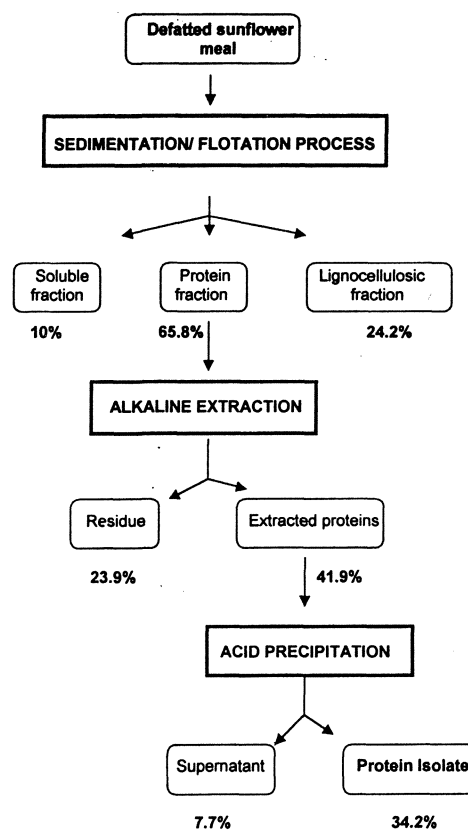 Defatted sunflower
meal
SEDIMENTATION/ FLOTATION PROCESS
Soluble
fraction
Protein
fraction
Lignocellulosic
fraction
10%
65.8%
24.2%
ALKALINE EXTRACTION
Residue
Extracted proteins
23.9%
41.9%
ACID PRECIPITATION
Supernatant
Protein Isolate
7.7%
34.2%